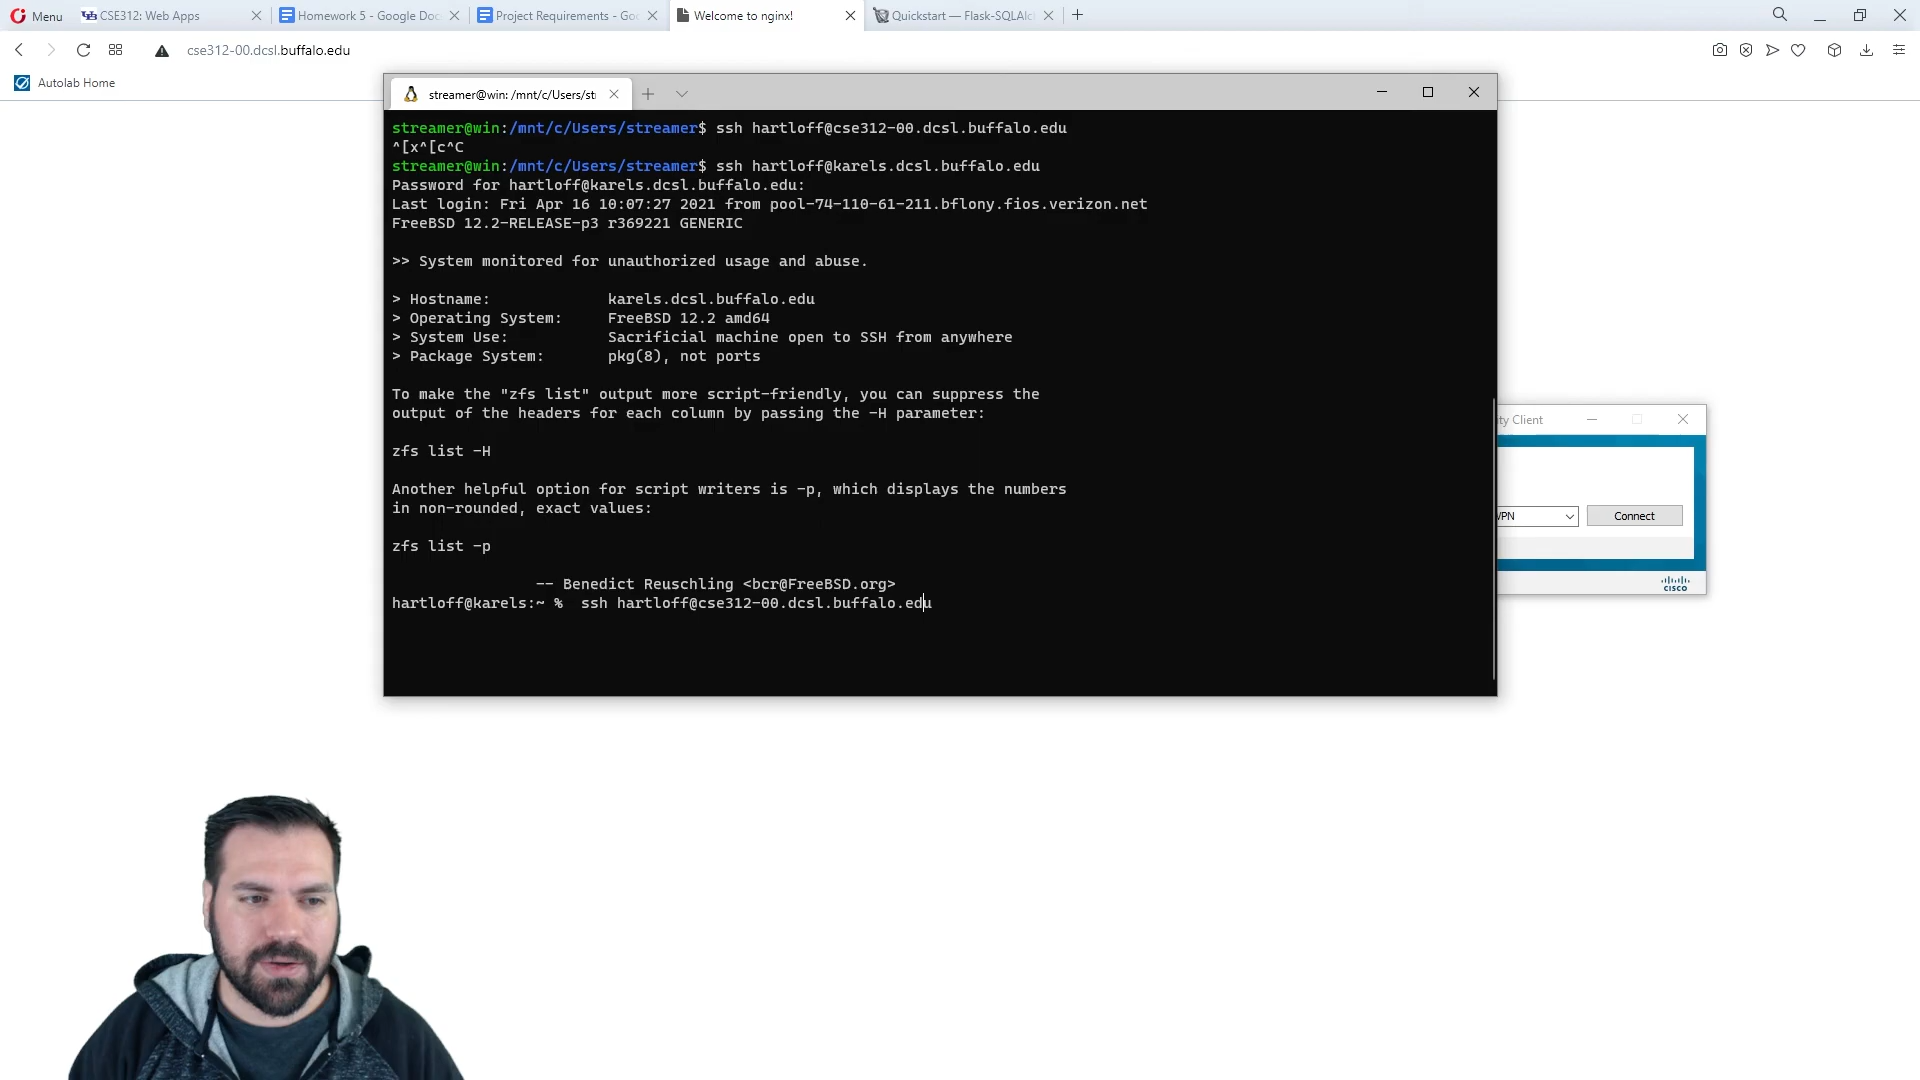 Menu
CSE312: Web Apps
Homework 5 - Google Doc
Project Requirements - Goo
Welcome to nginx!
Quickstart — Flask-SQLAlc
cse312-00.dcsl.buffalo.edu
Autolab Home
streamer@win: /mnt/c/Users/st
streamer@win:/mnt/c/Users/streamer$ ssh hartloff@cse312-00.dcsl.buffalo.edu
^[x^[c^C
streamer@win:/mnt/c/Users/streamer$ ssh hartloff@karels.dcsl.buffalo.edu
Password for hartloff@karels.dcsl.buffalo.edu:
Last login: Fri Apr 16 10:07:27 2021 from pool-74-110-61-211.bflony.fios.verizon.net
FreeBSD 12.2-RELEASE-p3 r369221 GENERIC
>> System monitored for unauthorized usage and abuse.
> Hostname: karels.dcsl.buffalo.edu
> Operating System: FreeBSD 12.2 amd64
> System Use: Sacrificial machine open to SSH from anywhere
> Package System: pkg(8), not ports
To make the "zfs list" output more script-friendly, you can suppress the
output of the headers for each column by passing the -H parameter:
zfs list -H
Another helpful option for script writers is -p, which displays the numbers
in non-rounded, exact values:
zfs list -p
-- Benedict Reuschling <bcr@FreeBSD.org>
hartloff@karels:~ % ssh hartloff@cse312-00.dcsl.buffalo.edu
ty Client
VPN
Connect
cisco